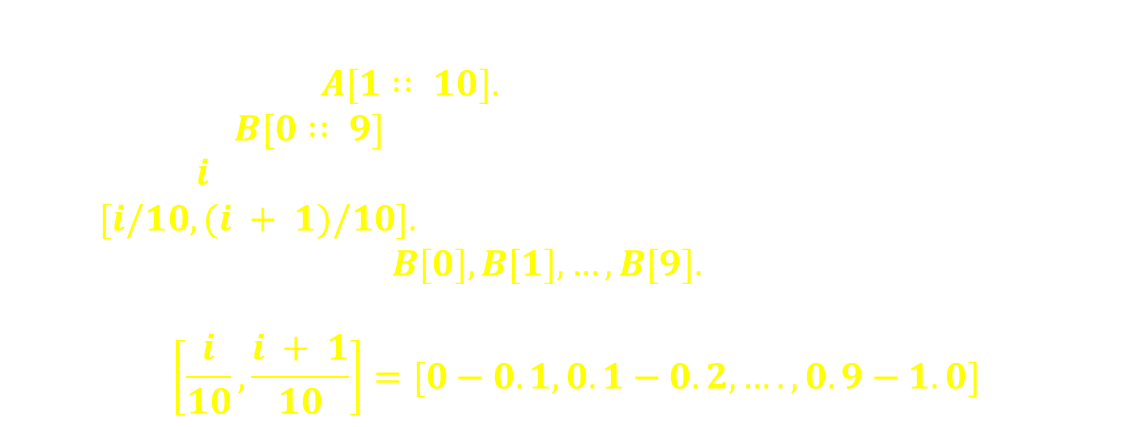 A[1 :: 10].
B[0 :: 9]
i
[i/10, (i + 1)/10].
B[0], B[1], ... , B[9].
[i/10, i + 1/10] = [0 − 0.1, 0.1 − 0.2, ... . , 0.9 − 1.0]